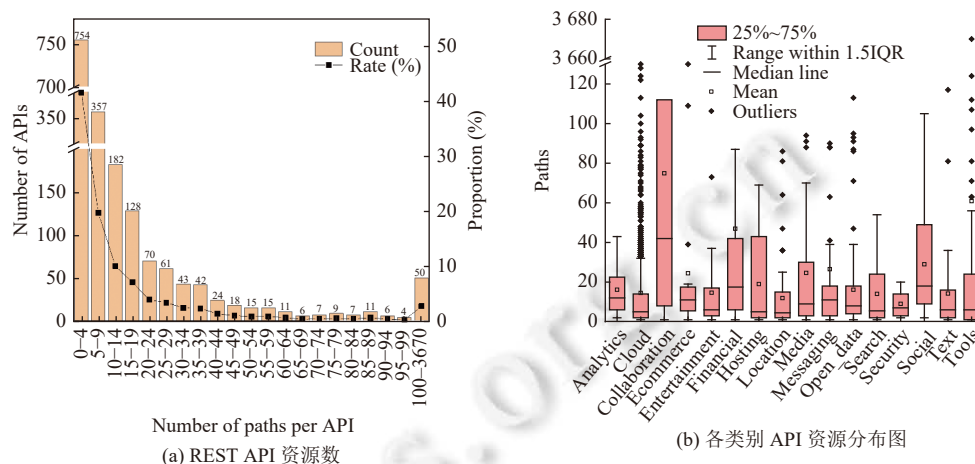 750
700
350
150
100
50
0
Number of APIs
754
357
182
128
70
61
43
42
24
18
15
15
11
6
7
9
7
11
6
4
50
Count
Rate (%)
50
40
30
20
10
0
Proportion (%)
0–4
5–9
10–14
15–19
20–24
25–29
30–34
35–39
40–44
45–49
50–54
55–59
60–64
65–69
70–74
75–79
80–84
85–89
90–94
95–99
100–3670
Number of paths per API
(a) REST API 资源数
3 680
3 660
120
100
80
60
40
20
0
Paths
25%~75%
Range within 1.5IQR
Median line
Mean
Outliers
Analytics
Cloud
Collaboration
Ecommerce
Entertainment
Financial
Hosting
Location
Media
Messaging
Open_data
Search
Security
Social
Text
Tools
(b) 各类别 API 资源分布图